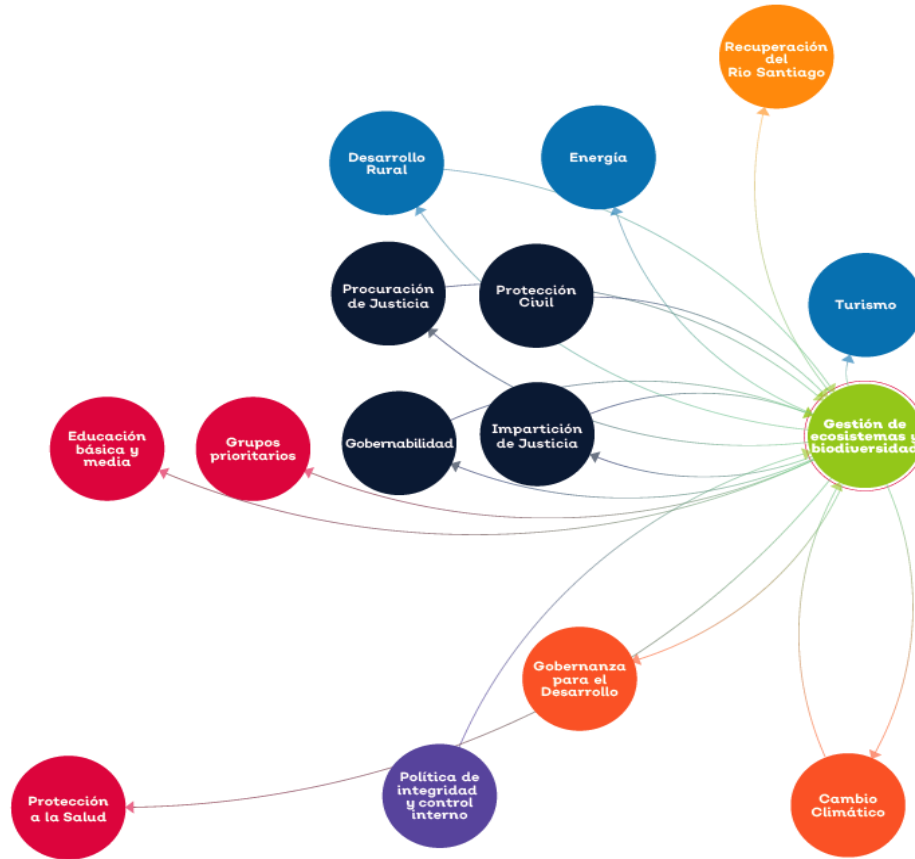 Recuperación
del
Rio Santiago
Desarrollo
Rural
Energía
Procuración
de Justicia
Protección
Civil
Turismo
Educación
básica y
media
Grupos
prioritarios
Gobernabilidad
Impartición
de Justicia
Gestión de
ecosistemas y
biodiversidad
Gobernanza
para el
Desarrollo
Protección
a la Salud
Política de
integridad
y control
interno
Cambio
Climático